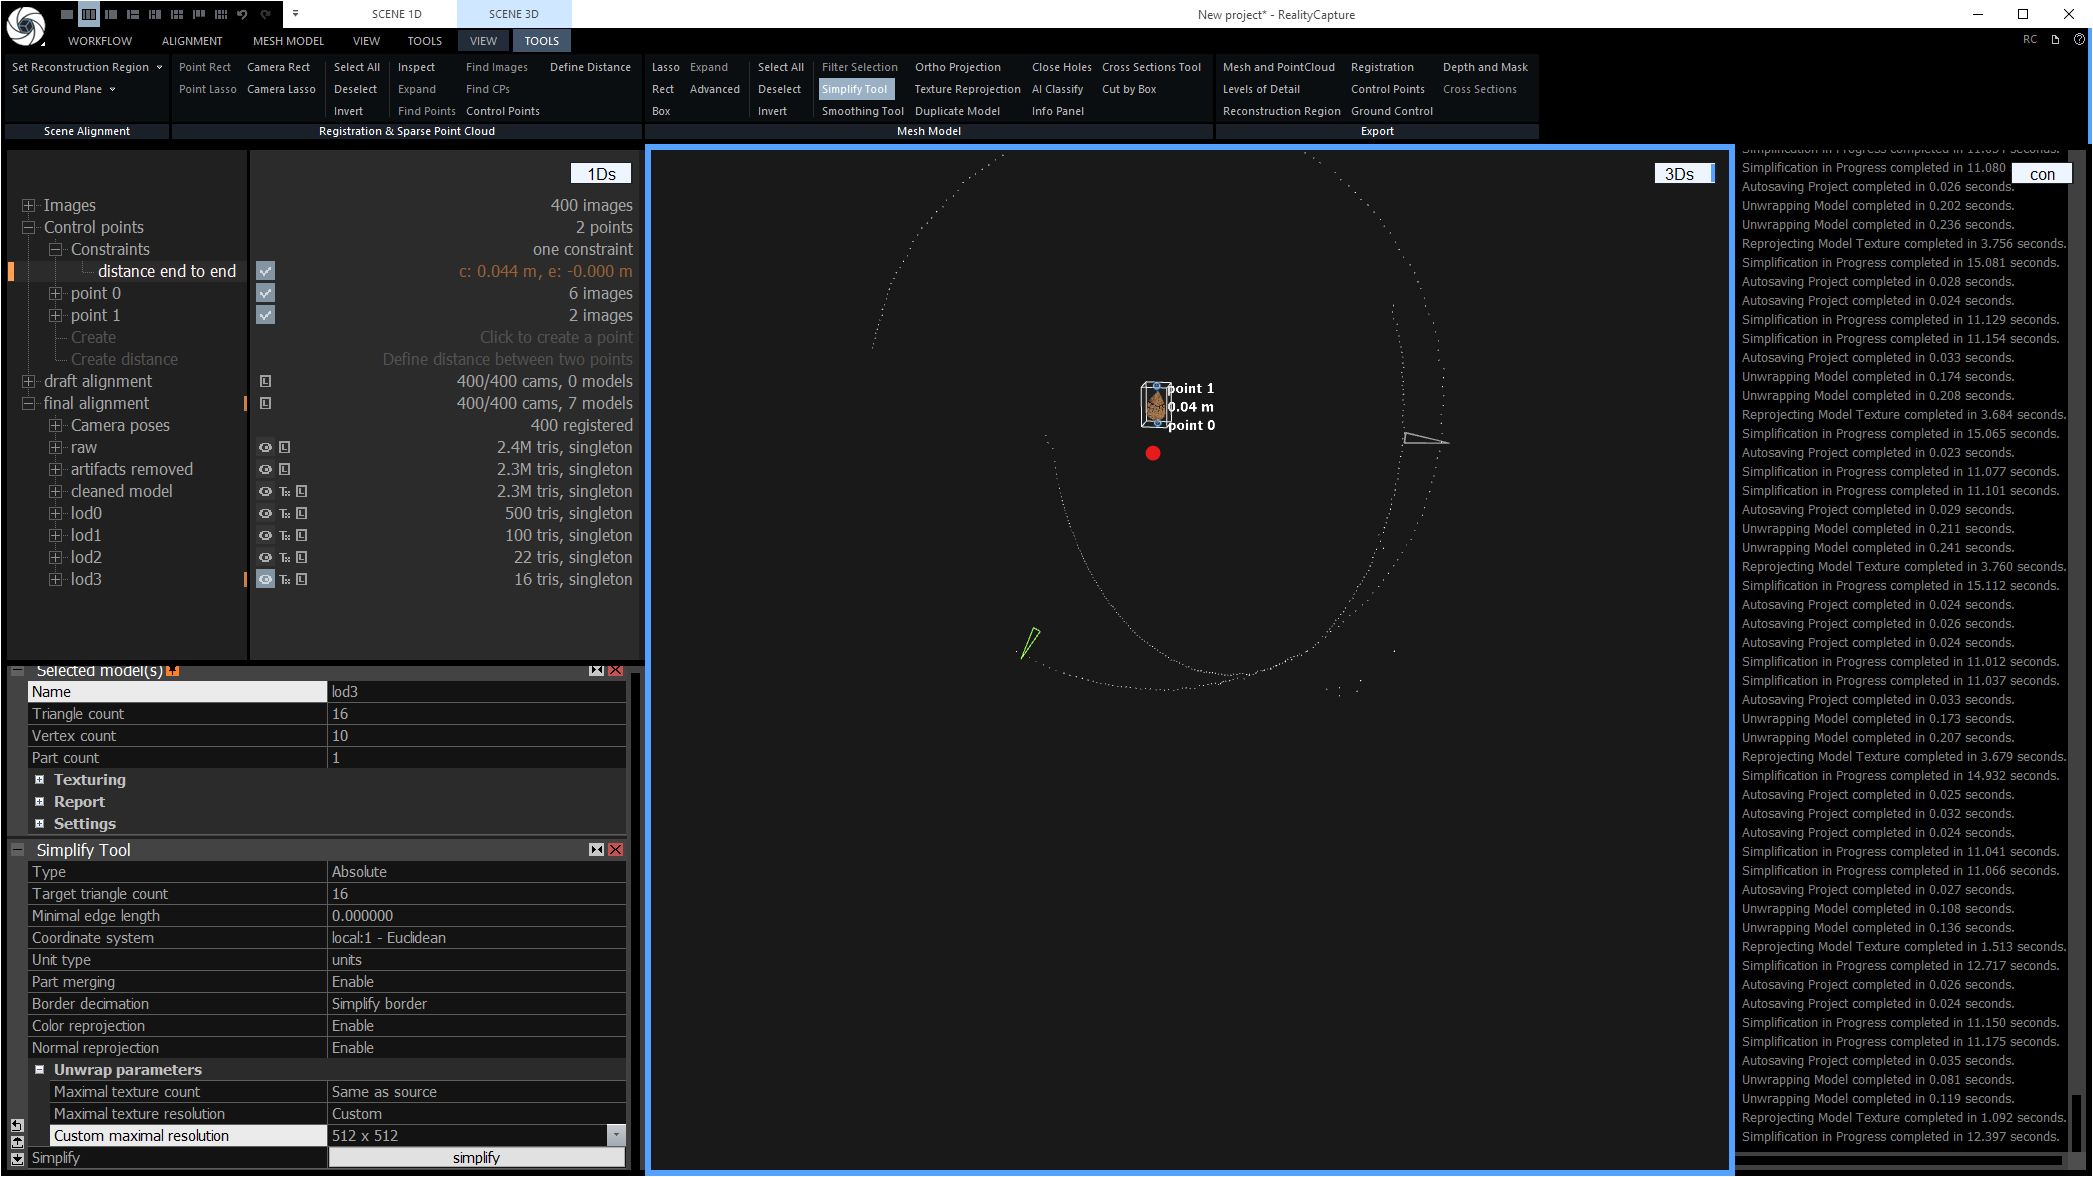 SCENE 1D
SCENE 3D
New project* - RealityCapture
WORKFLOW
ALIGNMENT
MESH MODEL
VIEW
TOOLS
VIEW
TOOLS
RC
Set Reconstruction Region
Point Rect
Camera Rect
Select All
Inspect
Find Images
Define Distance
Lasso
Expand
Select All
Filter Selection
Ortho Projection
Close Holes
Cross Sections Tool
Mesh and PointCloud
Registration
Depth and Mask
Set Ground Plane
Point Lasso
Camera Lasso
Deselect
Expand
Find CPs
Rect
Advanced
Deselect
Simplify Tool
Texture Reprojection
AI Classify
Cut by Box
Levels of Detail
Control Points
Cross Sections
Invert
Find Points
Control Points
Box
Invert
Smoothing Tool
Duplicate Model
Info Panel
Reconstruction Region
Ground Control
Scene Alignment
Registration & Sparse Point Cloud
Mesh Model
Export
1Ds
Images 400 images
Control points 2 points
Constraints one constraint
distance end to end c: 0.044 m, e: -0.000 m
point 0 6 images
point 1 2 images
Create Click to create a point
Create distance Define distance between two points
draft alignment 400/400 cams, 0 models
final alignment 400/400 cams, 7 models
Camera poses 400 registered
raw 2.4M tris, singleton
artifacts removed 2.3M tris, singleton
cleaned model 2.3M tris, singleton
lod0 500 tris, singleton
lod1 100 tris, singleton
lod2 22 tris, singleton
lod3 16 tris, singleton
Selected model(s)
Name lod3
Triangle count 16
Vertex count 10
Part count 1
Texturing
Report
Settings
Simplify Tool
Type Absolute
Target triangle count 16
Minimal edge length 0.000000
Coordinate system local:1 - Euclidean
Unit type units
Part merging Enable
Border decimation Simplify border
Color reprojection Enable
Normal reprojection Enable
Unwrap parameters
Maximal texture count Same as source
Maximal texture resolution Custom
Custom maximal resolution 512 x 512
Simplify simplify
3Ds
point 1
0.04 m
point 0
con
Simplification in Progress completed in 11.054 seconds.
Simplification in Progress completed in 11.080
Autosaving Project completed in 0.026 seconds.
Unwrapping Model completed in 0.202 seconds.
Unwrapping Model completed in 0.236 seconds.
Reprojecting Model Texture completed in 3.756 seconds.
Simplification in Progress completed in 15.081 seconds.
Autosaving Project completed in 0.028 seconds.
Autosaving Project completed in 0.024 seconds.
Simplification in Progress completed in 11.129 seconds.
Simplification in Progress completed in 11.154 seconds.
Autosaving Project completed in 0.033 seconds.
Unwrapping Model completed in 0.174 seconds.
Unwrapping Model completed in 0.208 seconds.
Reprojecting Model Texture completed in 3.684 seconds.
Simplification in Progress completed in 15.065 seconds.
Autosaving Project completed in 0.023 seconds.
Simplification in Progress completed in 11.077 seconds.
Simplification in Progress completed in 11.101 seconds.
Autosaving Project completed in 0.029 seconds.
Unwrapping Model completed in 0.211 seconds.
Unwrapping Model completed in 0.241 seconds.
Reprojecting Model Texture completed in 3.760 seconds.
Simplification in Progress completed in 15.112 seconds.
Autosaving Project completed in 0.024 seconds.
Autosaving Project completed in 0.026 seconds.
Autosaving Project completed in 0.024 seconds.
Simplification in Progress completed in 11.012 seconds.
Simplification in Progress completed in 11.037 seconds.
Autosaving Project completed in 0.033 seconds.
Unwrapping Model completed in 0.173 seconds.
Unwrapping Model completed in 0.207 seconds.
Reprojecting Model Texture completed in 3.679 seconds.
Simplification in Progress completed in 14.932 seconds.
Autosaving Project completed in 0.025 seconds.
Autosaving Project completed in 0.032 seconds.
Autosaving Project completed in 0.024 seconds.
Simplification in Progress completed in 11.041 seconds.
Simplification in Progress completed in 11.066 seconds.
Autosaving Project completed in 0.027 seconds.
Unwrapping Model completed in 0.108 seconds.
Unwrapping Model completed in 0.136 seconds.
Reprojecting Model Texture completed in 1.513 seconds.
Simplification in Progress completed in 12.717 seconds.
Autosaving Project completed in 0.026 seconds.
Autosaving Project completed in 0.024 seconds.
Simplification in Progress completed in 11.150 seconds.
Simplification in Progress completed in 11.175 seconds.
Autosaving Project completed in 0.035 seconds.
Unwrapping Model completed in 0.081 seconds.
Unwrapping Model completed in 0.119 seconds.
Reprojecting Model Texture completed in 1.092 seconds.
Simplification in Progress completed in 12.397 seconds.